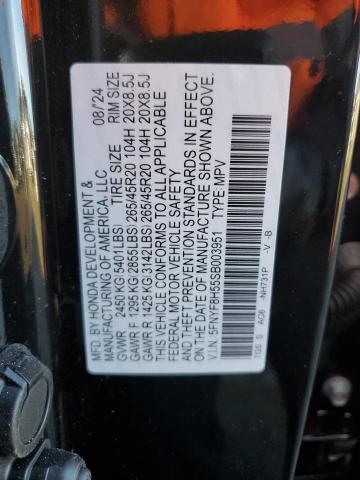 MFD. BY HONDA DEVELOPMENT & 08/24
MANUFACTURING OF AMERICA, LLC
GVWR 2450 KG(5401LBS) TIRE SIZE RIM SIZE
GAWR F 1295 KG(2855LBS)/265/45R20 104H 20X8.5J
GAWR R 1425 KG(3142LBS)/265/45R20 104H 20X8.5J
THIS VEHICLE CONFORMS TO ALL APPLICABLE
FEDERAL MOTOR VEHICLE SAFETY
AND THEFT PREVENTION STANDARDS IN EFFECT
ON THE DATE OF MANUFACTURE SHOWN ABOVE.
V.I.N. 5FNYF8H55SB003951 TYPE: MPV
TGS S AC6 -NH731P -V -B